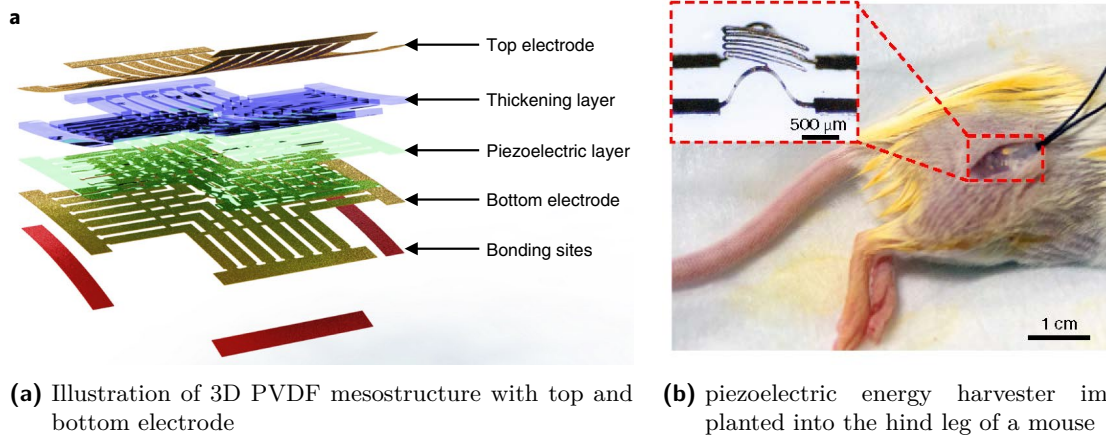 a
Top electrode
Thickening layer
Piezoelectric layer
Bottom electrode
Bonding sites
(a) Illustration of 3D PVDF mesostructure with top and
bottom electrode
b
500 μm
1 cm
(b) piezoelectric energy harvester im
planted into the hind leg of a mouse